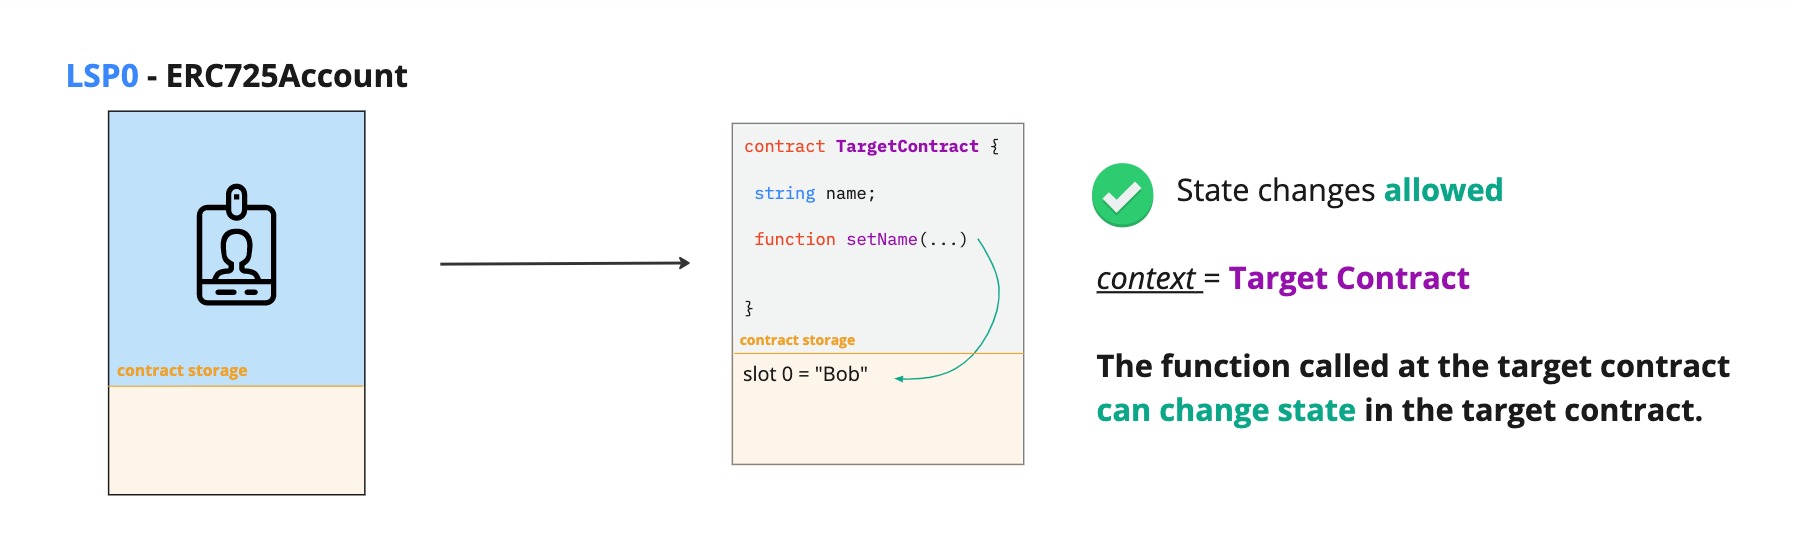 LSP0 - ERC725Account
contract storage
contract TargetContract {
string name;
function setName(...)
}
contract storage
slot 0 = "Bob"
State changes allowed
context = Target Contract
The function called at the target contract
can change state in the target contract.